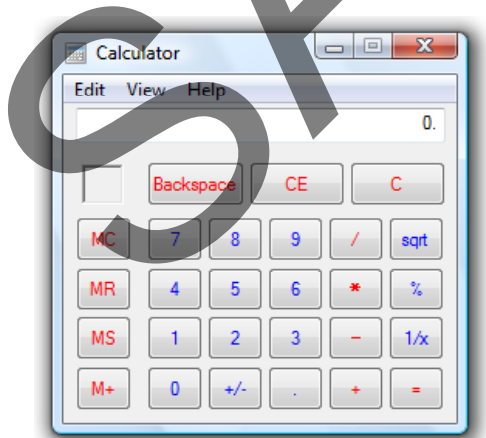 Calculator
Edit View Help
0.
Backspace CE C
MC 7 8 9 / sqrt
MR 4 5 6 * %
MS 1 2 3 - 1/x
M+ 0 +/- . + =